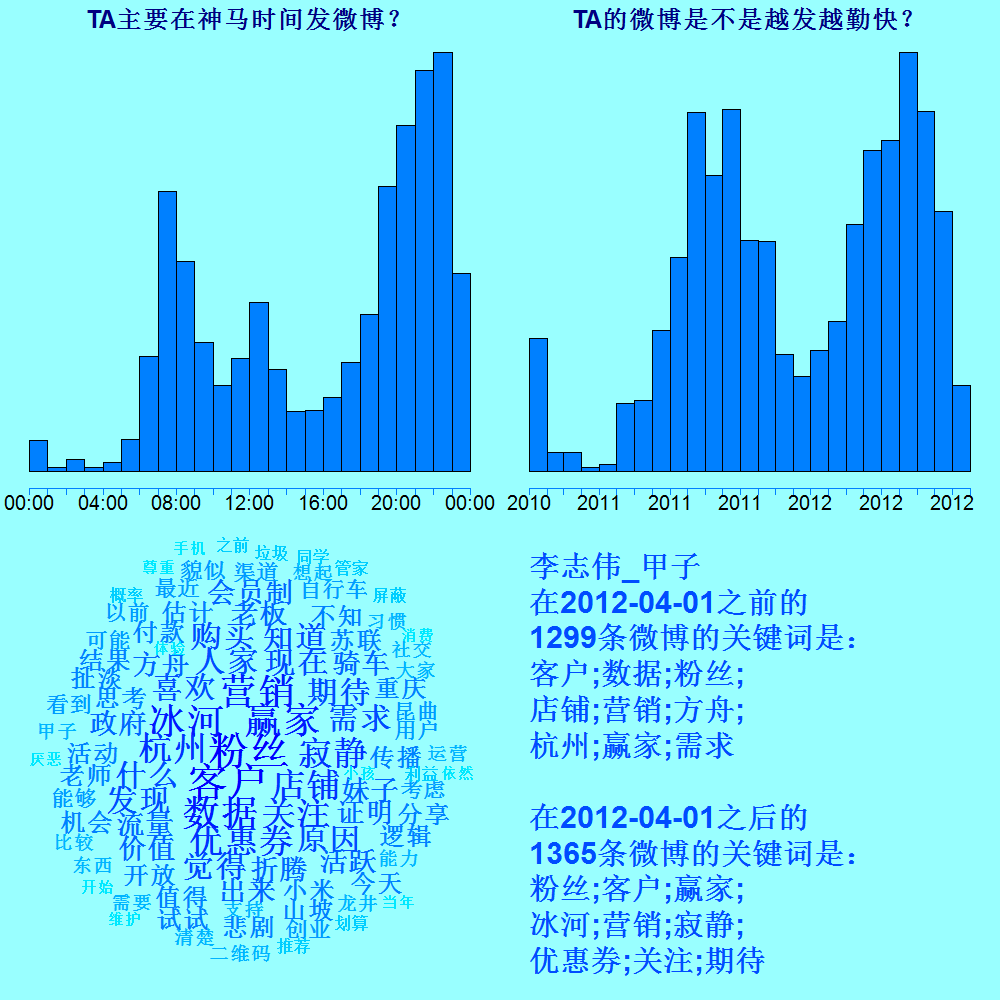 TA主要在神马时间发微博？
TA的微博是不是越发越勤快？
00:00 04:00 08:00 12:00 16:00 20:00 00:00
2010 2011 2011 2011 2012 2012 2012
手机 之前 垃圾 同学
尊重 貌似 渠道 想起 管家
概率 最近 会员制 自行车 屏蔽
以前 估计 老板 不知 习惯
可能 付款 购买 知道 苏联 消费
体验 社交
结果 方舟 人家 现在 骑车 大家
扯淡 喜欢 营销 期待 重庆
看到 思考 昆曲
甲子 政府 冰河 赢家 需求 用户
厌恶 活动 杭州 粉丝 寂静 传播 运营
老师 什么 客户 店铺 小孩 妹子 考虑 利益 依然
能够 发现 数据 关注 证明 分享
机会 流量 优惠券 原因 逻辑
比较 价值 觉得 折腾 活跃 能力
东西 开放 出来 小米 今天
开始 需要 值得 支持 山坡 龙井 当年
维护 试试 悲剧 创业 划算
清楚 二维码 推荐
李志伟_甲子
在2012-04-01之前的
1299条微博的关键词是：
客户;数据;粉丝;
店铺;营销;方舟;
杭州;赢家;需求
在2012-04-01之后的
1365条微博的关键词是：
粉丝;客户;赢家;
冰河;营销;寂静;
优惠券;关注;期待